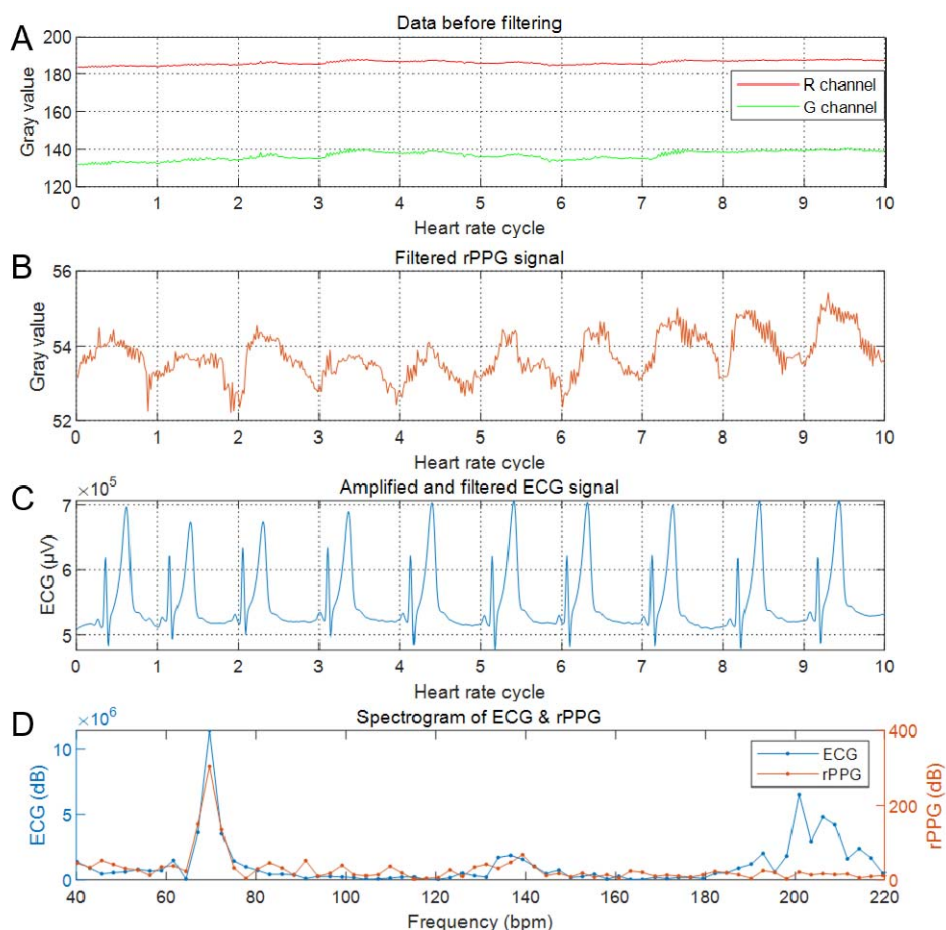 A
Data before filtering
200
180
160
140
120
Gray value
R channel
G channel
0 1 2 3 4 5 6 7 8 9 10
Heart rate cycle
B
Filtered rPPG signal
56
54
52
Gray value
0 1 2 3 4 5 6 7 8 9 10
Heart rate cycle
C
×10⁵
Amplified and filtered ECG signal
7
6
5
ECG (μV)
0 1 2 3 4 5 6 7 8 9 10
Heart rate cycle
D
×10⁶
Spectrogram of ECG & rPPG
10
5
0
ECG (dB)
ECG
rPPG
400
200
0
rPPG (dB)
40 60 80 100 120 140 160 180 200 220
Frequency (bpm)